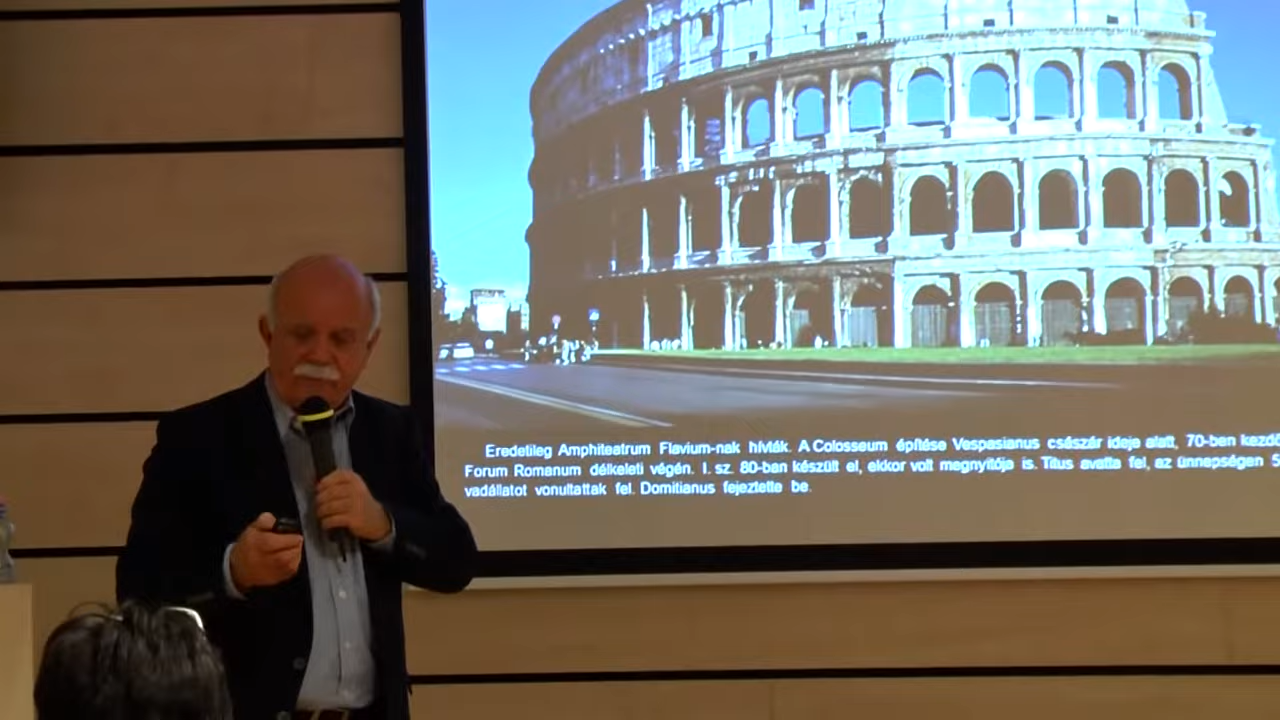 Eredetileg Amphiteatrum Flavium-nak hívták. A Colosseum építése Vespasianus császár ideje alatt, 70-ben kezdő
Forum Romanum délkeleti végén. I. sz. 80-ban készült el, ekkor volt megnyitója is. Titus avatta fel, az ünnepségen 5
vadállatot vonultattak fel. Domitianus fejeztette be.